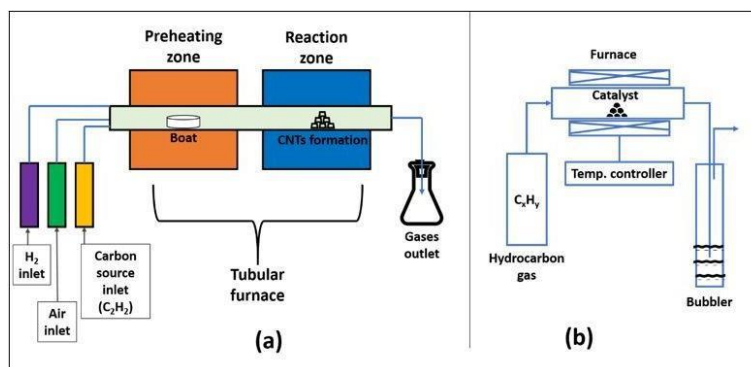 Preheating
zone
Reaction
zone
Boat
CNTs formation
H2
inlet
Air
inlet
Carbon
source
inlet
(C2H2)
Tubular
furnace
Gases
outlet
(a)
Furnace
Catalyst
Temp. controller
CxHy
Hydrocarbon
gas
Bubbler
(b)